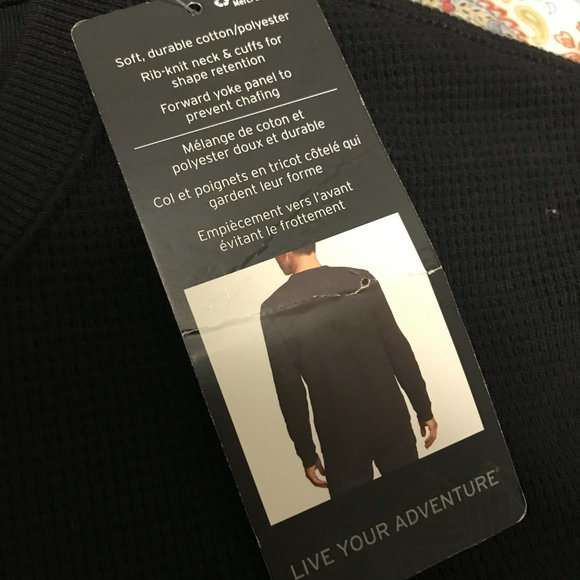 Soft, durable cotton/polyester
Rib-knit neck & cuffs for
shape retention
Forward yoke panel to
prevent chafing
Mélange de coton et
polyester doux et durable
Col et poignets en tricot côtelé qui
gardent leur forme
Empiècement vers l'avant
évitant le frottement
LIVE YOUR ADVENTURE®